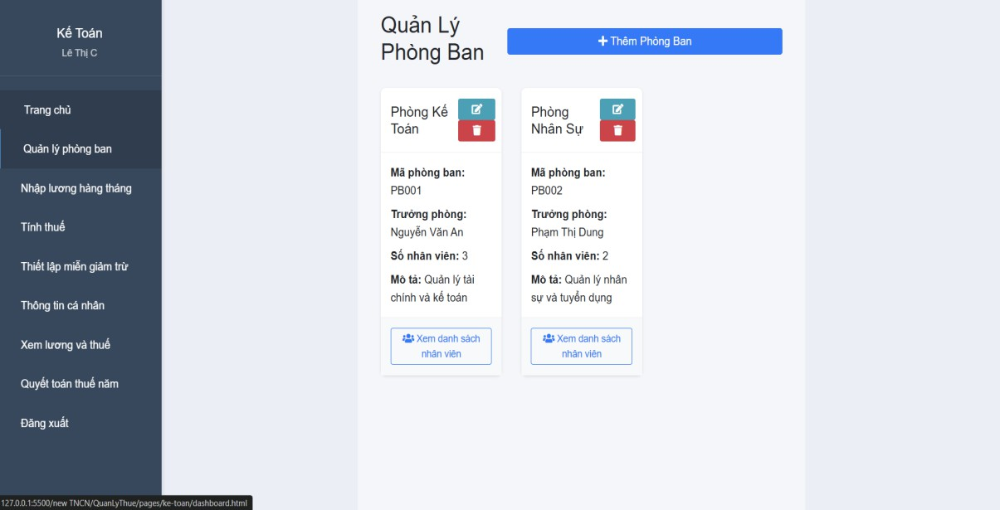 Kế Toán
Lê Thị C
Trang chủ
Quản lý phòng ban
Nhập lương hàng tháng
Tính thuế
Thiết lập miễn giảm trừ
Thông tin cá nhân
Xem lương và thuế
Quyết toán thuế năm
Đăng xuất
127.0.0.1:5500/new TNCN/QuanLyThue/pages/ke-toan/dashboard.html
Quản Lý
Phòng Ban
Thêm Phòng Ban
Phòng Kế
Toán
Mã phòng ban:
PB001
Trưởng phòng:
Nguyễn Văn An
Số nhân viên: 3
Mô tả: Quản lý tài
chính và kế toán
Xem danh sách
nhân viên
Phòng
Nhân Sự
Mã phòng ban:
PB002
Trưởng phòng:
Phạm Thị Dung
Số nhân viên: 2
Mô tả: Quản lý nhân
sự và tuyển dụng
Xem danh sách
nhân viên